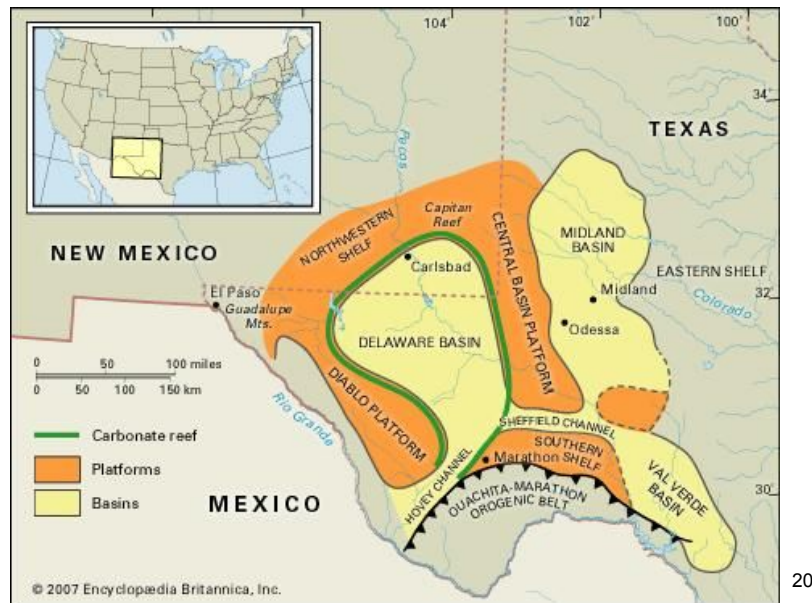 104°
102°
100°
34°
TEXAS
Pecos
NORTHWESTERN
SHELF
Capitan
Reef
CENTRAL BASIN PLATFORM
MIDLAND
BASIN
NEW MEXICO
Carlsbad
EASTERN SHELF
El Paso
Guadalupe
Mts.
Midland
Colorado
32°
Odessa
DELAWARE BASIN
0 50 100 miles
0 50 100 150 km
DIABLO PLATFORM
Rio Grande
SHEFFIELD CHANNEL
Carbonate reef
SOUTHERN
SHELF
Marathon
Platforms
HOVEY CHANNEL
VAL VERDE
BASIN
30°
Basins
MEXICO
OUACHITA-MARATHON
OROGENIC BELT
© 2007 Encyclopædia Britannica, Inc.
20